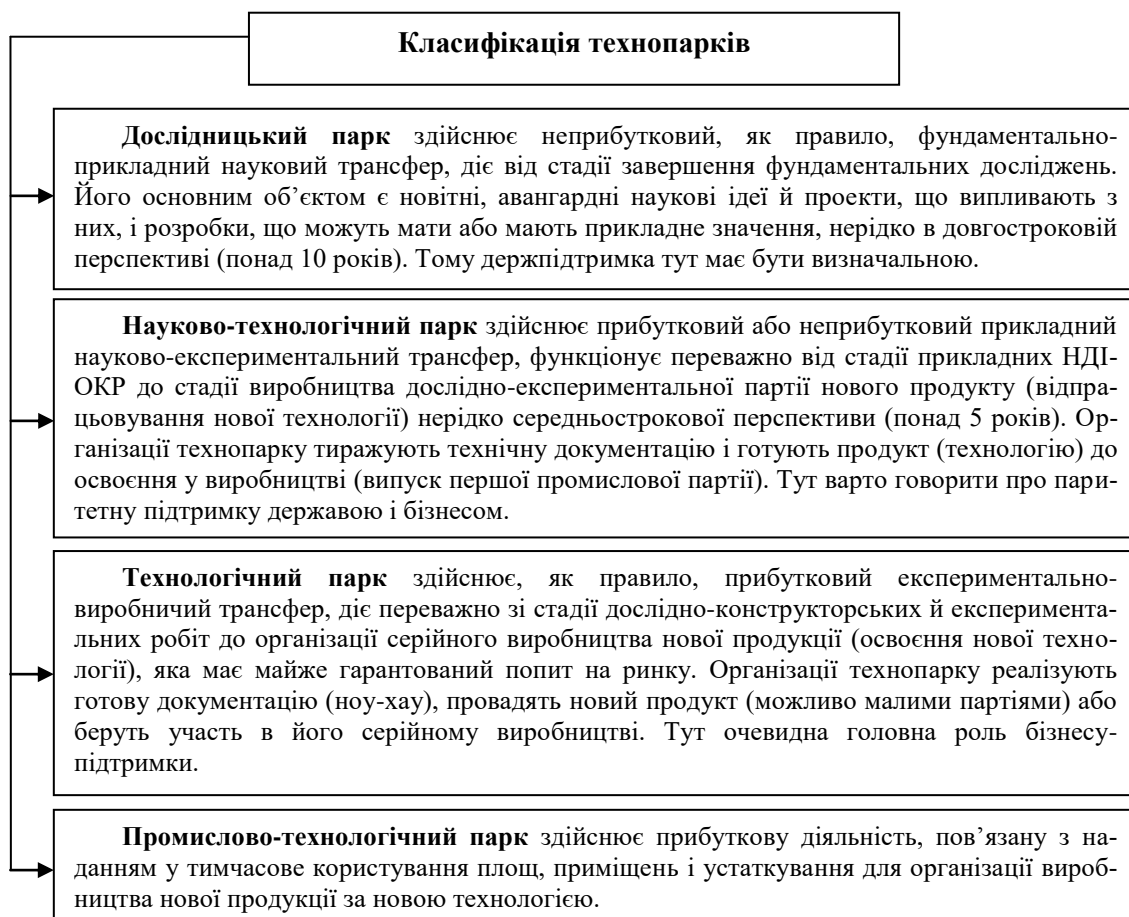 Класифікація технопарків
Дослідницький парк здійснює неприбутковий, як правило, фундаментально-
прикладний науковий трансфер, діє від стадії завершення фундаментальних досліджень.
Його основним об’єктом є новітні, авангардні наукові ідеї й проекти, що випливають з
них, і розробки, що можуть мати або мають прикладне значення, нерідко в довгостроковій
перспективі (понад 10 років). Тому держпідтримка тут має бути визначальною.
Науково-технологічний парк здійснює прибутковий або неприбутковий прикладний
науково-експериментальний трансфер, функціонує переважно від стадії прикладних НДІ-
ОКР до стадії виробництва дослідно-експериментальної партії нового продукту (відпра-
цьовування нової технології) нерідко середньострокової перспективи (понад 5 років). Ор-
ганізації технопарку тиражують технічну документацію і готують продукт (технологію) до
освоєння у виробництві (випуск першої промислової партії). Тут варто говорити про пари-
тетну підтримку державою і бізнесом.
Технологічний парк здійснює, як правило, прибутковий експериментально-
виробничий трансфер, діє переважно зі стадії дослідно-конструкторських й експеримента-
льних робіт до організації серійного виробництва нової продукції (освоєння нової техно-
логії), яка має майже гарантований попит на ринку. Організації технопарку реалізують
готову документацію (ноу-хау), провадять новий продукт (можливо малими партіями) або
беруть участь в його серійному виробництві. Тут очевидна головна роль бізнесу-
підтримки.
Промислово-технологічний парк здійснює прибуткову діяльність, пов’язану з на-
данням у тимчасове користування площ, приміщень і устаткування для організації вироб-
ництва нової продукції за новою технологією.